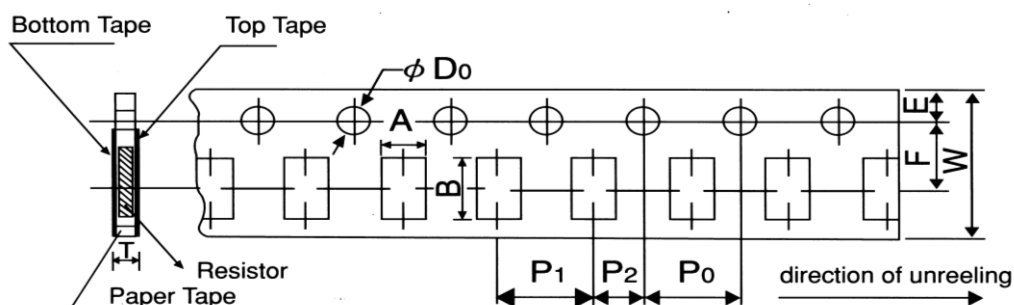 Bottom Tape
Top Tape
φ D0
A
E
B
F
W
T
Resistor
Paper Tape
P1
P2
P0
direction of unreeling